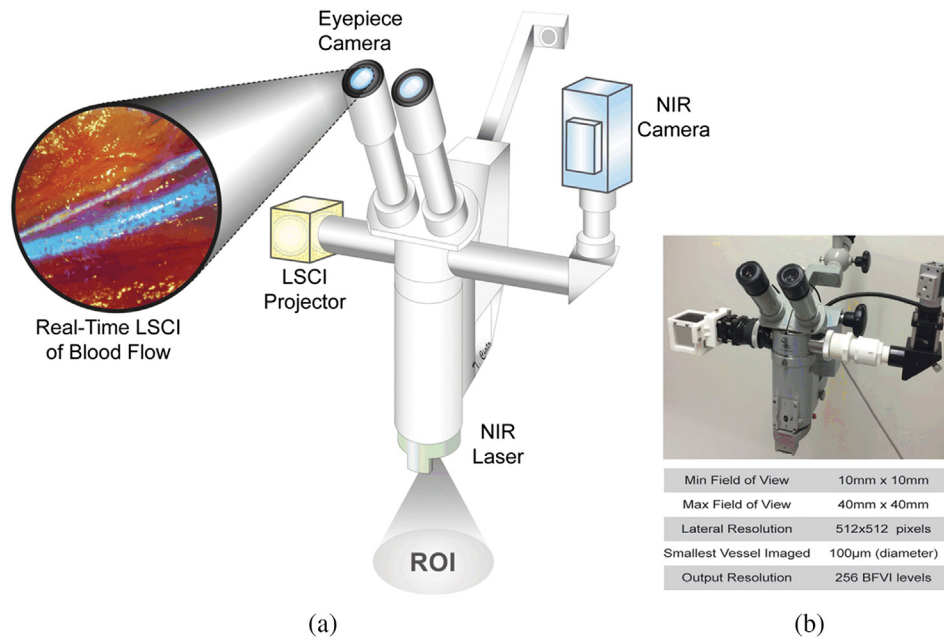 Eyepiece
Camera
NIR
Camera
LSCI
Projector
Real-Time LSCI
of Blood Flow
NIR
Laser
ROI
Min Field of View 10mm x 10mm
Max Field of View 40mm x 40mm
Lateral Resolution 512x512 pixels
Smallest Vessel Imaged 100µm (diameter)
Output Resolution 256 BFVI levels
(a) (b)